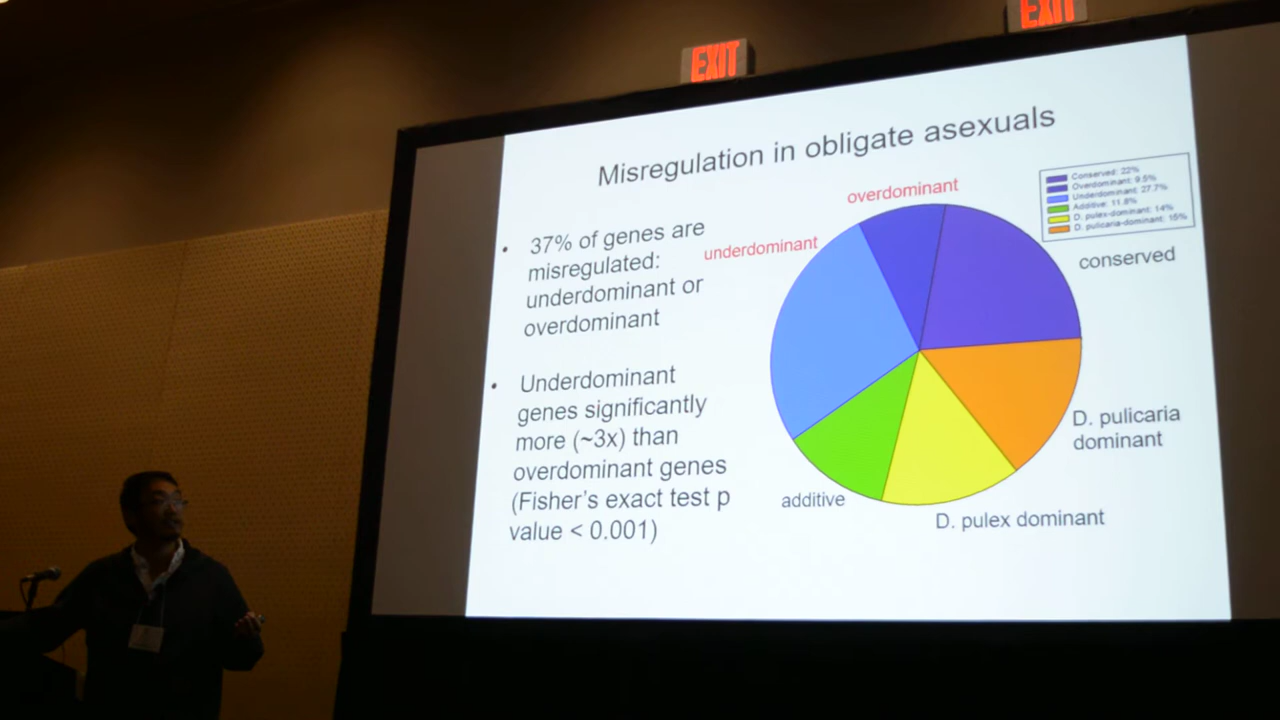 EXIT
EXIT
Misregulation in obligate asexuals
• 37% of genes are
misregulated:
underdominant or
overdominant
• Underdominant
genes significantly
more (~3x) than
overdominant genes
(Fisher's exact test p
value < 0.001)
overdominant
underdominant
Conserved: 22%
Overdominant: 9.5%
Underdominant: 27.7%
Additive: 11.8%
D. pulex-dominant: 14%
D. pulicaria-dominant: 15%
conserved
D. pulicaria
dominant
additive
D. pulex dominant